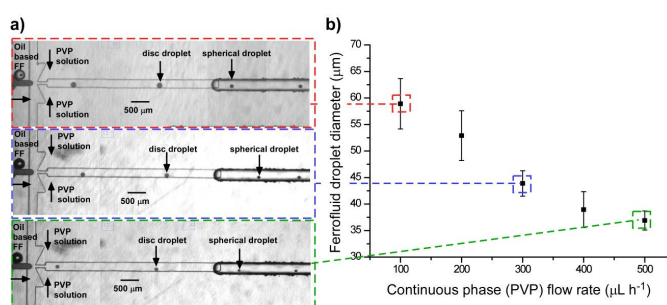 a)
Oil based FF
PVP solution
disc droplet
spherical droplet
PVP solution
500 µm
500 µm
Oil based FF
PVP solution
disc droplet
spherical droplet
PVP solution
500 µm
Oil based FF
PVP solution
disc droplet
spherical droplet
PVP solution
500 µm
b)
Ferrofluid droplet diameter (µm)
70
65
60
55
50
45
40
35
30
100
200
300
400
500
Continuous phase (PVP) flow rate (µL h⁻¹)